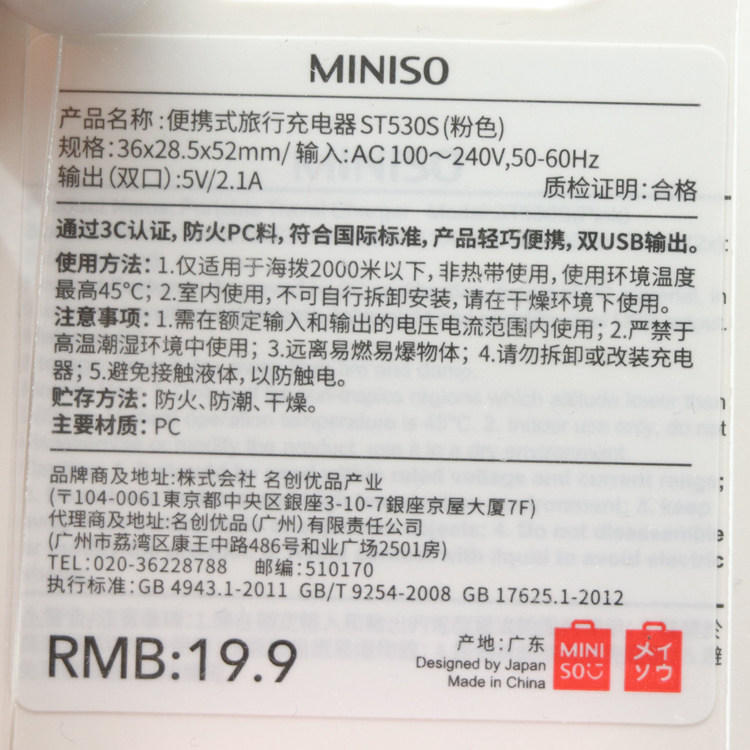 MINISO
产品名称:便携式旅行充电器ST530S(粉色)
规格:36x28.5x52mm/输入:AC100～240V,50-60Hz
输出(双口):5V/2.1A 质检证明:合格
通过3C认证,防火PC料,符合国际标准,产品轻巧便携,双USB输出。
使用方法:1.仅适用于海拨2000米以下,非热带使用,使用环境温度
最高45℃;2.室内使用,不可自行拆卸安装,请在干燥环境下使用。
注意事项:1.需在额定输入和输出的电压电流范围内使用;2.严禁于
高温潮湿环境中使用;3.远离易燃易爆物体;4.请勿拆卸或改装充电
器;5.避免接触液体,以防触电。
贮存方法:防火、防潮、干燥。
主要材质:PC
品牌商及地址:株式会社 名创优品产业
(〒104-0061東京都中央区銀座3-10-7銀座京屋大厦7F)
代理商及地址:名创优品(广州)有限责任公司
(广州市荔湾区康王中路486号和业广场2501房)
TEL:020-36228788 邮编:510170
执行标准:GB 4943.1-2011 GB/T 9254-2008 GB 17625.1-2012
RMB.19.9
产地:广东
Designed by Japan
Made in China
MINI
SO
メイ
ソウ